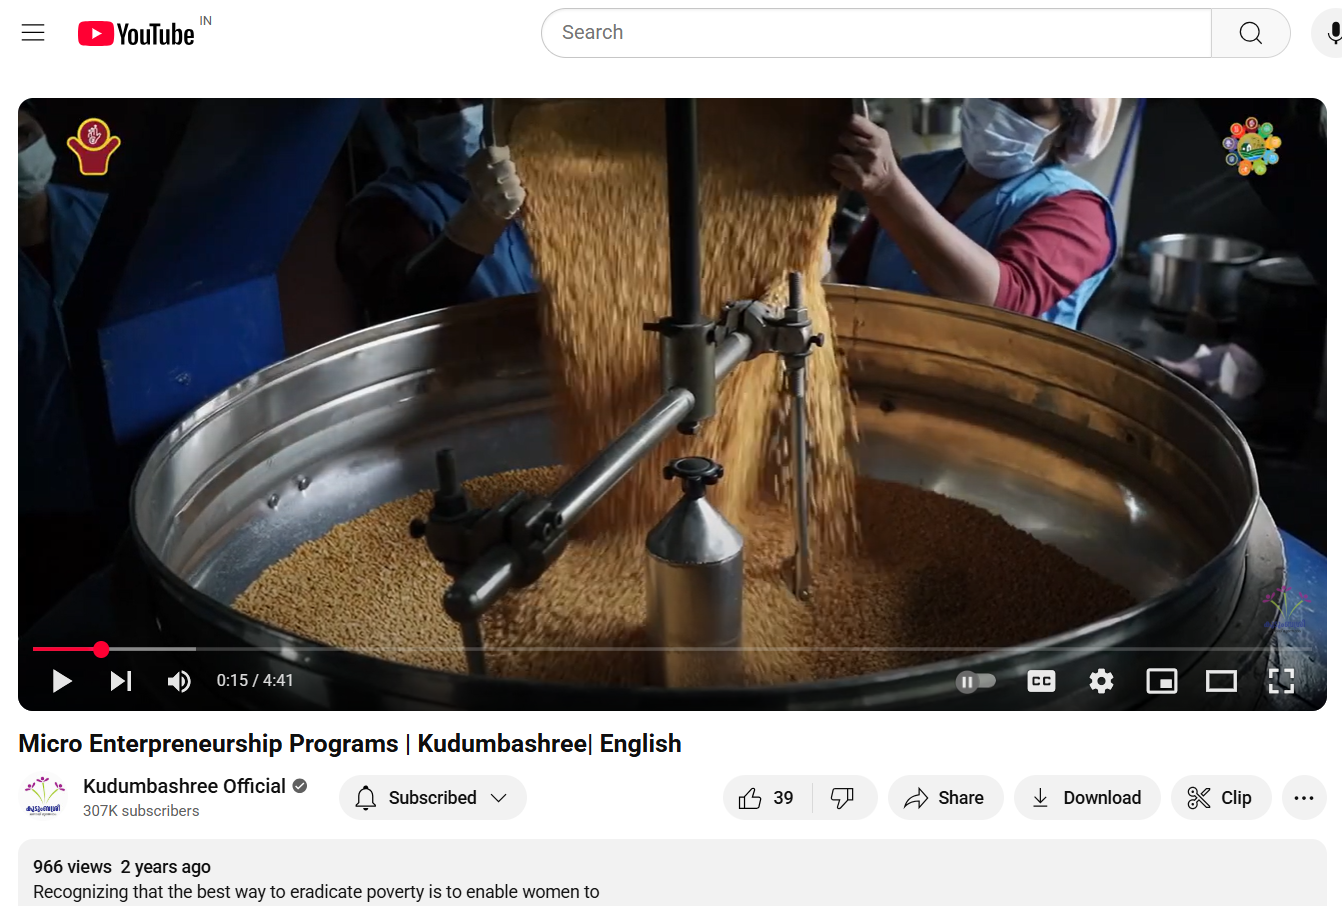 YouTube IN
Search
0:15 / 4:41
CC
Micro Enterpreneurship Programs | Kudumbashree| English
കുടുംബശ്രീ
Kudumbashree Official
307K subscribers
Subscribed
39
Share
Download
Clip
966 views 2 years ago
Recognizing that the best way to eradicate poverty is to enable women to